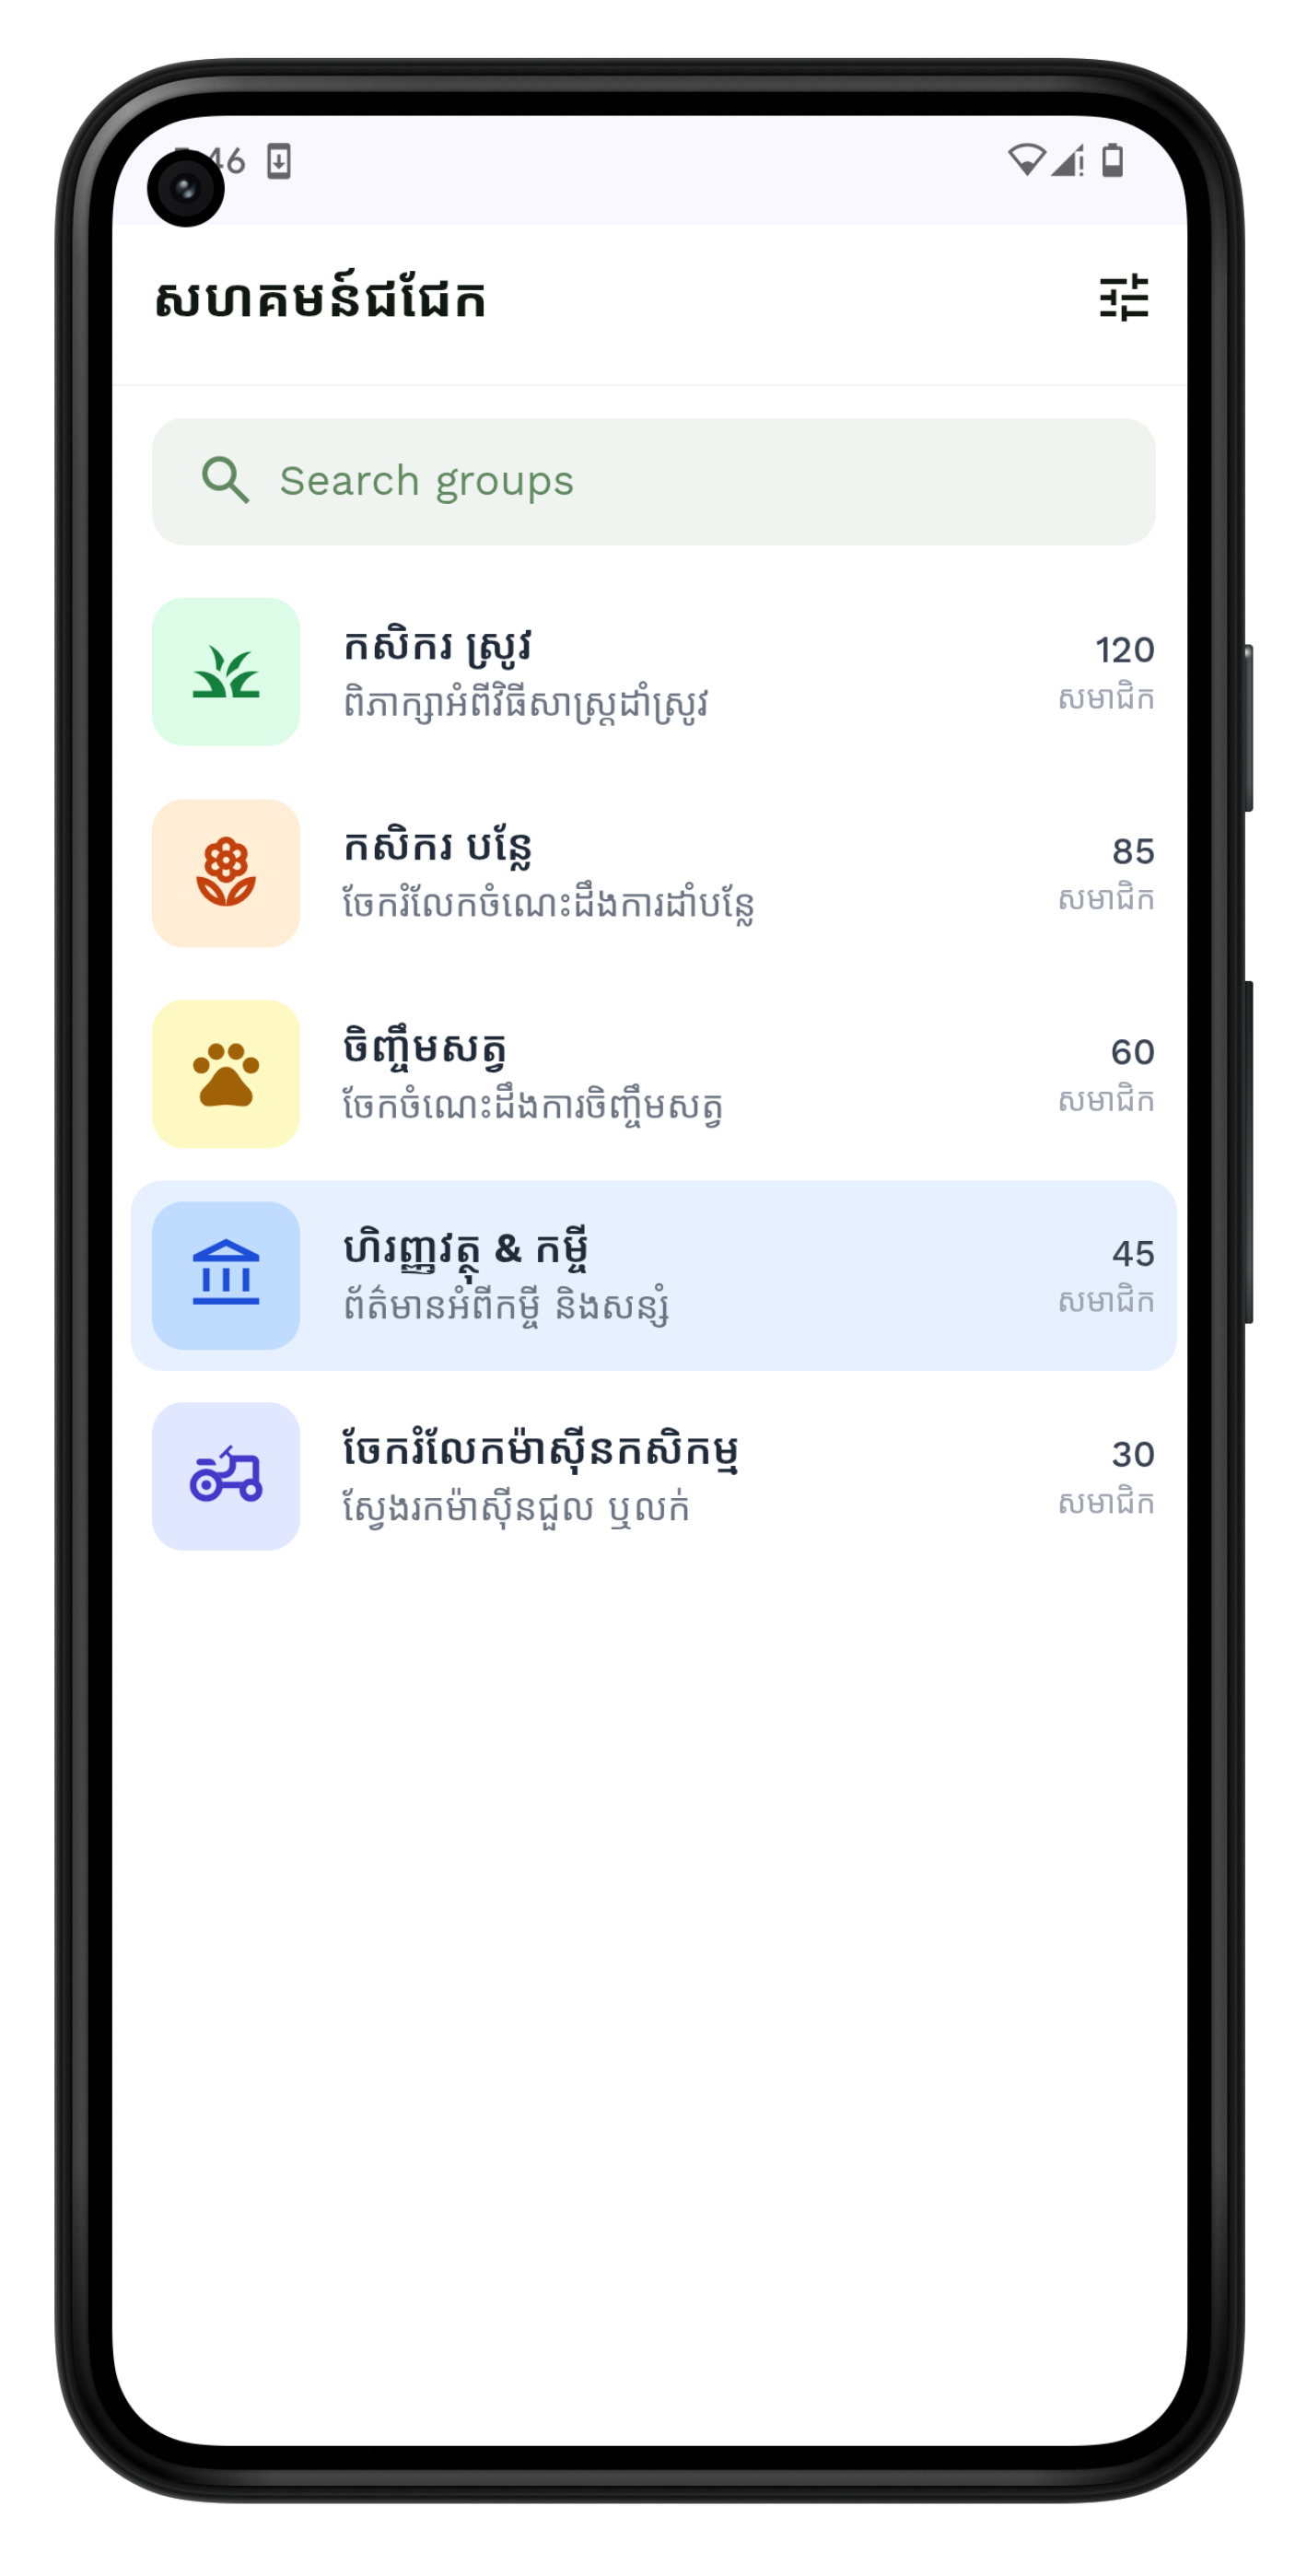 46
សហគមន៍ជជែក
Search groups
កសិករ ស្រូវ
120
ពិភាក្សាអំពីវិធីសាស្ត្រដាំស្រូវ
សមាជិក
កសិករ បន្លែ
85
ចែករំលែកចំណេះដឹងការដាំបន្លែ
សមាជិក
ចិញ្ចឹមសត្វ
60
ចែកចំណេះដឹងការចិញ្ចឹមសត្វ
សមាជិក
ហិរញ្ញវត្ថុ & កម្ចី
45
ព័ត៌មានអំពីកម្ចី និងសន្សំ
សមាជិក
ចែករំលែកម៉ាស៊ីនកសិកម្ម
30
ស្វែងរកម៉ាស៊ីនជួល ឬលក់
សមាជិក